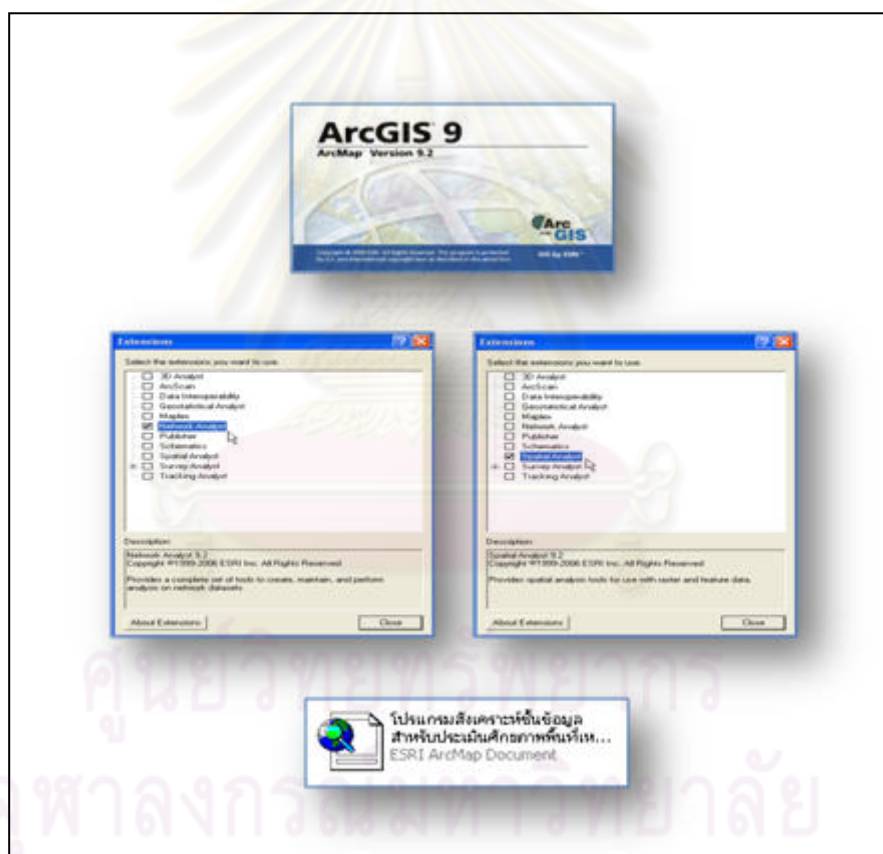 ArcGIS 9
ArcMap Version 9.2
Arc
GIS
GIS by ESRI
Extensions
Select the extensions you want to use.
3D Analyst
ArcScan
Data Interoperability
Geostatistical Analyst
Maplex
Network Analyst
Publisher
Schematics
Spatial Analyst
Survey Analyst
Tracking Analyst
Description:
Network Analyst 9.2
Copyright ©1999-2006 ESRI Inc. All Rights Reserved
Provides a complete set of tools to create, maintain, and perform
analysis on network datasets
About Extensions
Close
Extensions
Select the extensions you want to use.
3D Analyst
ArcScan
Data Interoperability
Geostatistical Analyst
Maplex
Network Analyst
Publisher
Schematics
Spatial Analyst
Survey Analyst
Tracking Analyst
Description:
Spatial Analyst 9.2
Copyright ©1999-2006 ESRI Inc. All Rights Reserved
Provides spatial analysis tools for use with raster and feature data.
About Extensions
Close
ศูนย์วิทยทรัพยากร
โปรแกรมสังเคราะห์ชั้นข้อมูล
สำหรับประเมินศักยภาพพื้นที่เห...
ESRI ArcMap Document
จุฬาลงกรณ์มหาวิทยาลัย